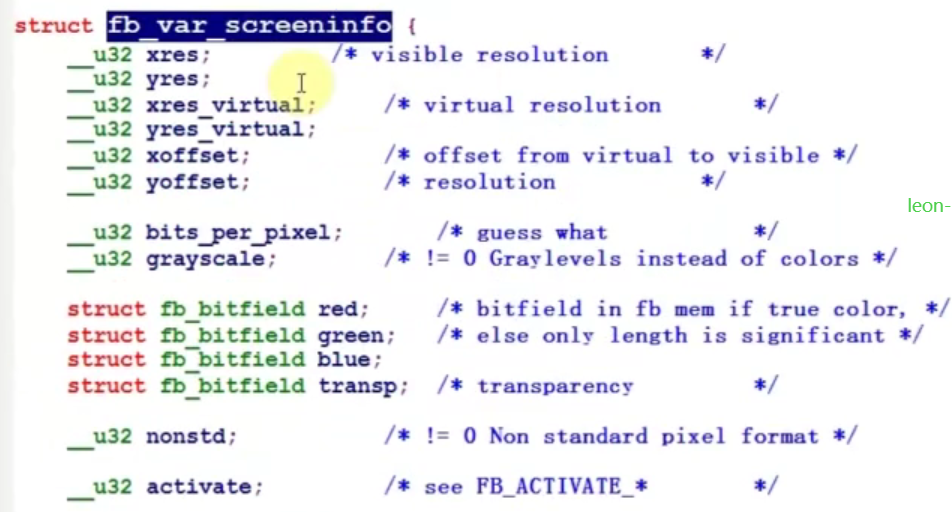 struct fb_var_screeninfo {
__u32 xres; /* visible resolution */
__u32 yres;
__u32 xres_virtual; /* virtual resolution */
__u32 yres_virtual;
__u32 xoffset; /* offset from virtual to visible */
__u32 yoffset; /* resolution */
leon-
__u32 bits_per_pixel; /* guess what */
__u32 grayscale; /* != 0 Graylevels instead of colors */
struct fb_bitfield red; /* bitfield in fb mem if true color, */
struct fb_bitfield green; /* else only length is significant */
struct fb_bitfield blue;
struct fb_bitfield transp; /* transparency */
__u32 nonstd; /* != 0 Non standard pixel format */
__u32 activate; /* see FB_ACTIVATE_* */